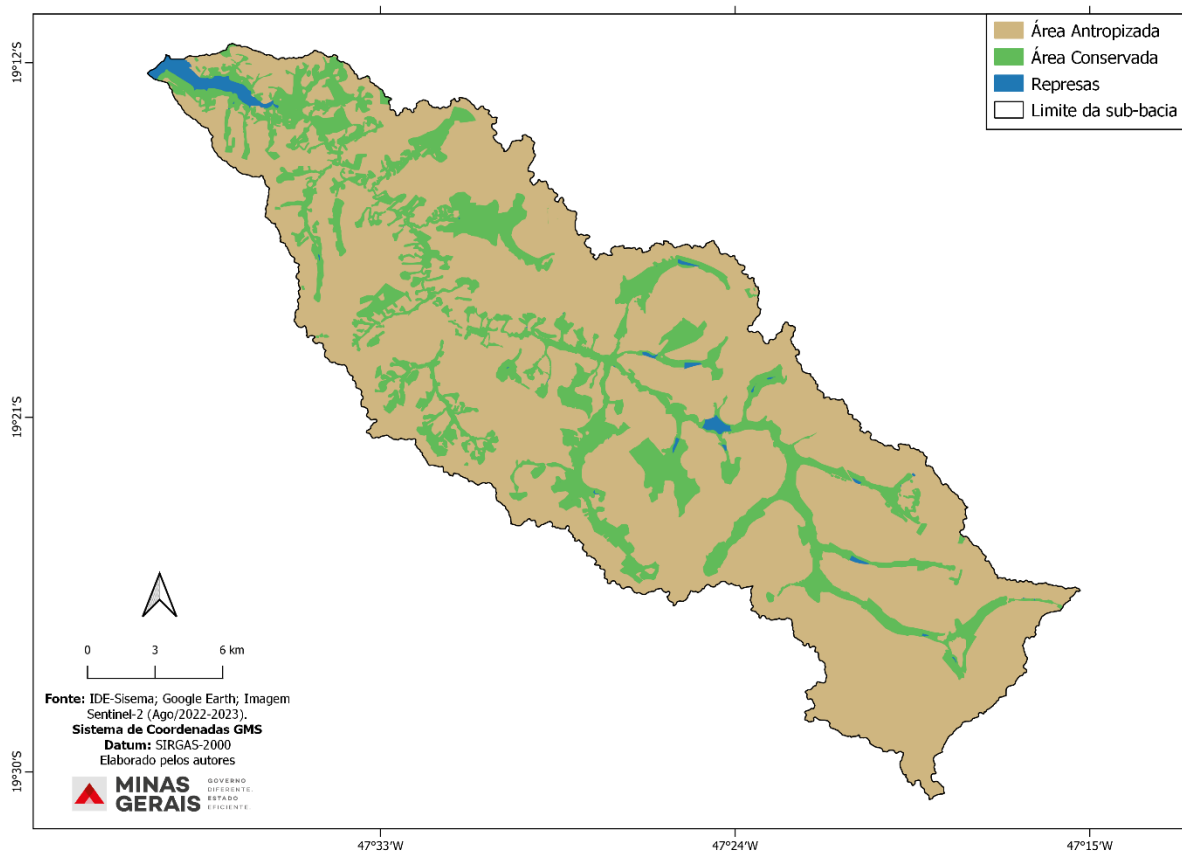 Área Antropizada
Área Conservada
Represas
Limite da sub-bacia
19°12'S
19°21'S
19°30'S
0 3 6 km
Fonte: IDE-Sisema; Google Earth; Imagem
Sentinel-2 (Ago/2022-2023).
Sistema de Coordenadas GMS
Datum: SIRGAS-2000
Elaborado pelos autores
MINAS
GERAIS
GOVERNO
DIFERENTE.
ESTADO
EFICIENTE.
47°33'W 47°24'W 47°15'W